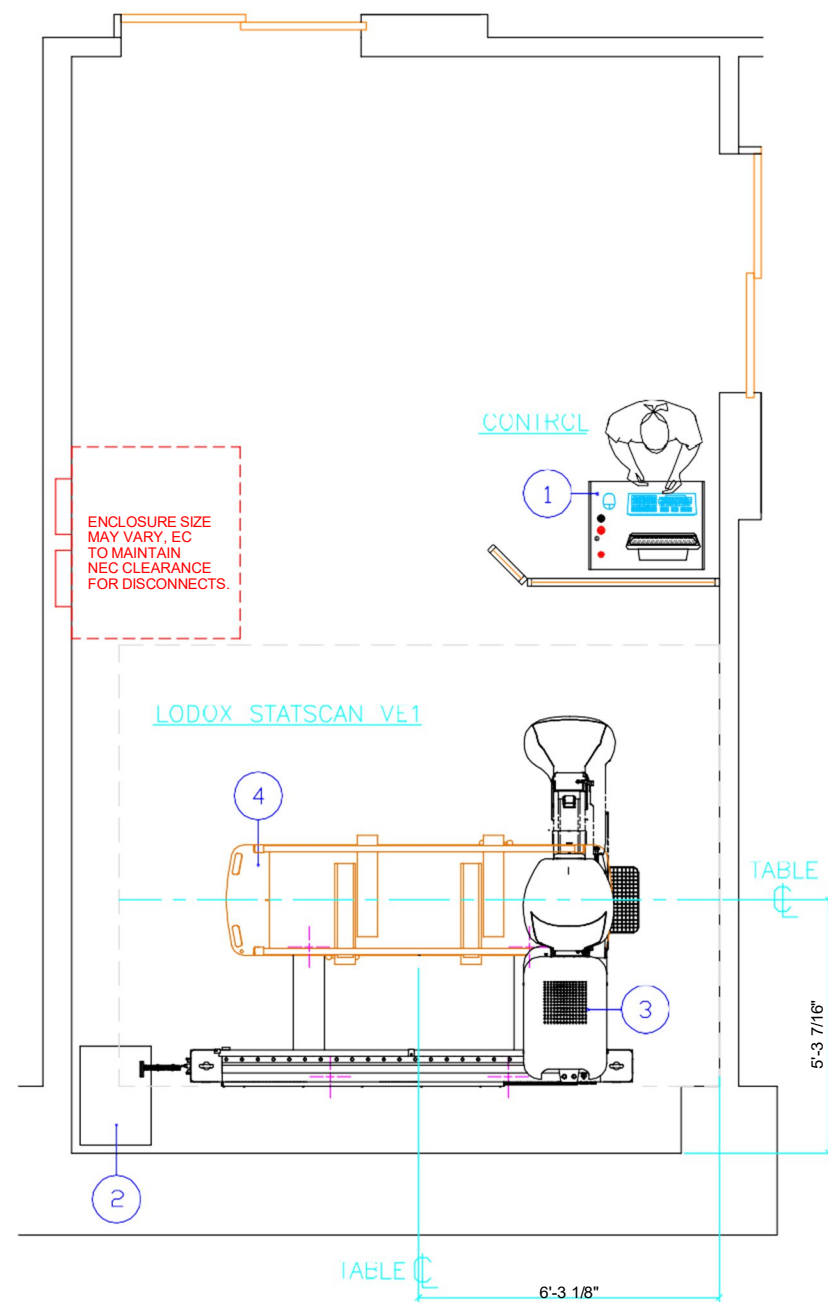 CONTROL
1
ENCLOSURE SIZE
MAY VARY, EC
TO MAINTAIN
NEC CLEARANCE
FOR DISCONNECTS.
LODOX STATSCAN VE1
4
TABLE
℄
3
5'-3 7/16"
2
TABLE ℄
6'-3 1/8"